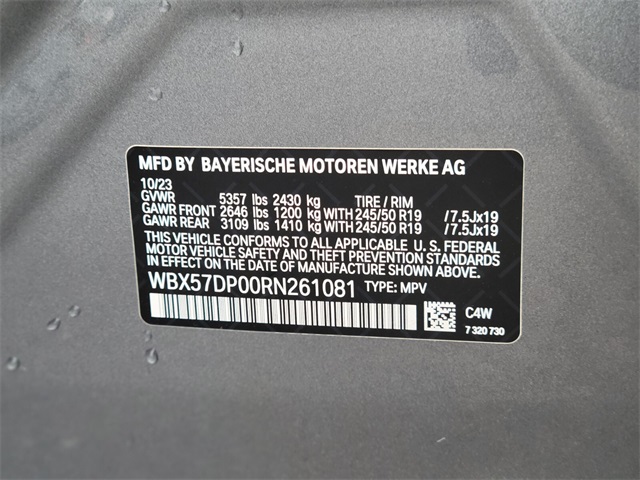 MFD BY BAYERISCHE MOTOREN WERKE AG
10/23
GVWR 5357 lbs 2430 kg TIRE / RIM
GAWR FRONT 2646 lbs 1200 kg WITH 245/50 R19 /7.5Jx19
GAWR REAR 3109 lbs 1410 kg WITH 245/50 R19 /7.5Jx19
THIS VEHICLE CONFORMS TO ALL APPLICABLE U. S. FEDERAL
MOTOR VEHICLE SAFETY AND THEFT PREVENTION STANDARDS
IN EFFECT ON THE DATE OF MANUFACTURE SHOWN ABOVE.
WBX57DP00RN261081 TYPE: MPV
C4W
7 320 730